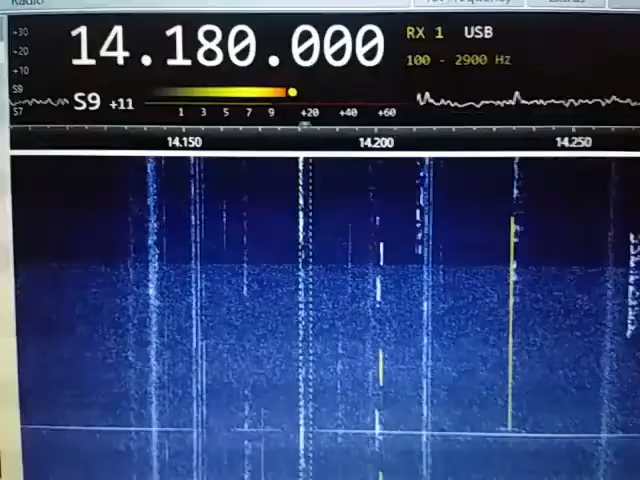 Radio
+30
+20
+10
S9
S7
14.180.000
RX 1 USB
100 - 2900 Hz
S9 +11
1 3 5 7 9 +20 +40 +60
14.150 14.200 14.250